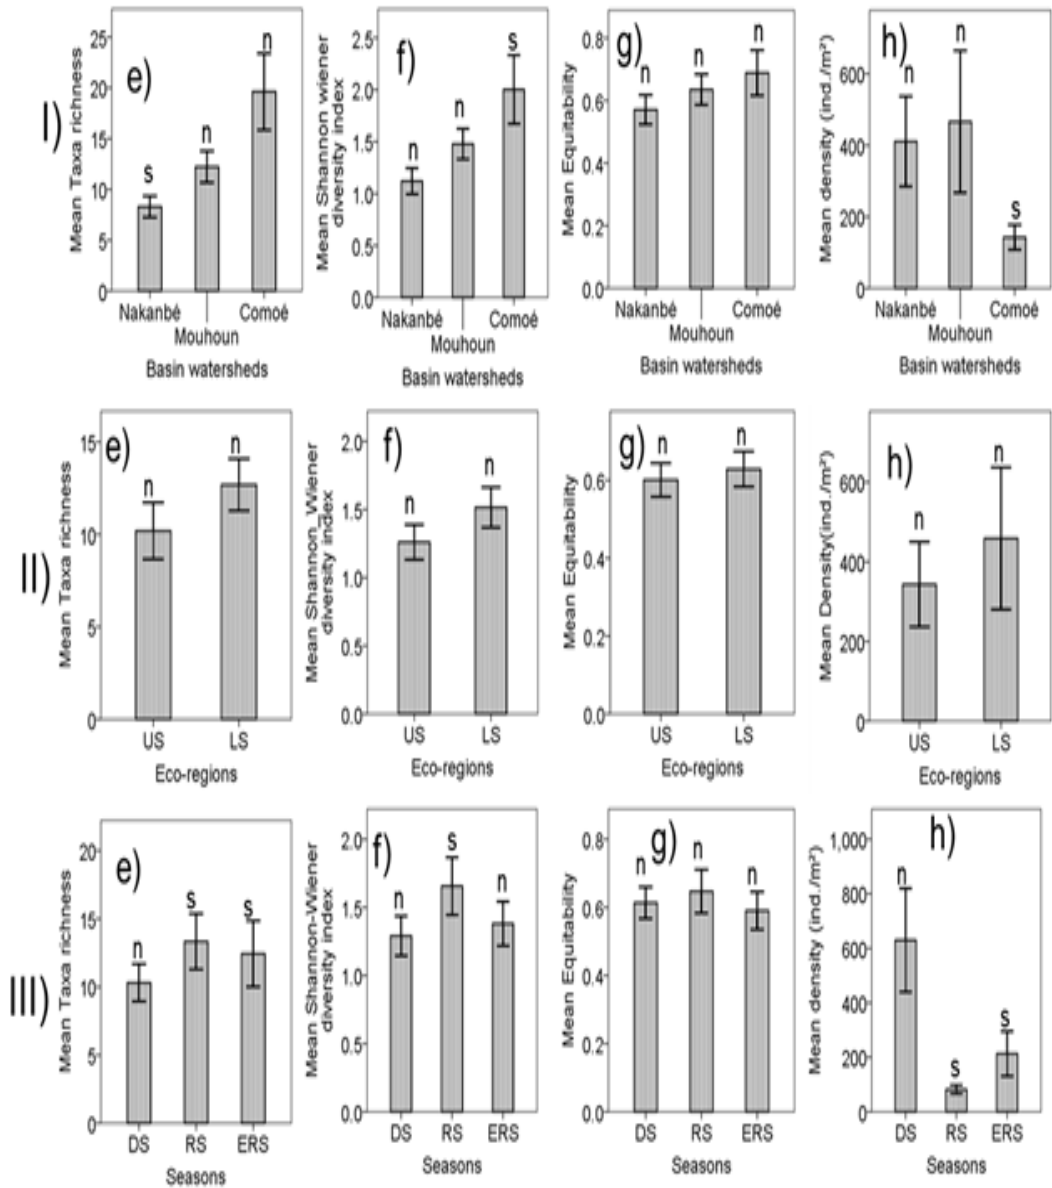 I)
e)
Mean Taxa richness
25
20
15
10
5
0
s
n
n
Nakanbé
Mouhoun
Comoé
Basin watersheds
f)
Mean Shannon wiener
diversity index
2.5
2.0
1.5
1.0
0.5
0.0
n
n
s
Nakanbé
Mouhoun
Comoé
Basin watersheds
g)
Mean Equitability
0.8
0.6
0.4
0.2
0.0
n
n
n
Nakanbé
Mouhoun
Comoé
Basin watersheds
h)
Mean density (ind./m²)
600
400
200
0
n
n
s
Nakanbé
Mouhoun
Comoé
Basin watersheds
II)
e)
Mean Taxa richness
15
10
5
0
n
n
US
LS
Eco-regions
f)
Mean Shannon_Wiener
diversity index
2.0
1.5
1.0
0.5
0.0
n
n
US
LS
Eco-regions
g)
Mean Equitability
0.6
0.4
0.2
0.0
n
n
US
LS
Eco-regions
h)
Mean Density(ind./m²)
600
400
200
0
n
n
US
LS
Eco-regions
III)
e)
Mean Taxa richness
20
15
10
5
0
n
s
s
DS
RS
ERS
Seasons
f)
Mean Shannon-Wiener
diversity index
2.0
1.5
1.0
0.5
0.0
n
s
n
DS
RS
ERS
Seasons
g)
Mean Equitability
0.8
0.6
0.4
0.2
0.0
n
n
n
DS
RS
ERS
Seasons
h)
Mean density (ind./m²)
1,000
800
600
400
200
0
n
s
s
DS
RS
ERS
Seasons